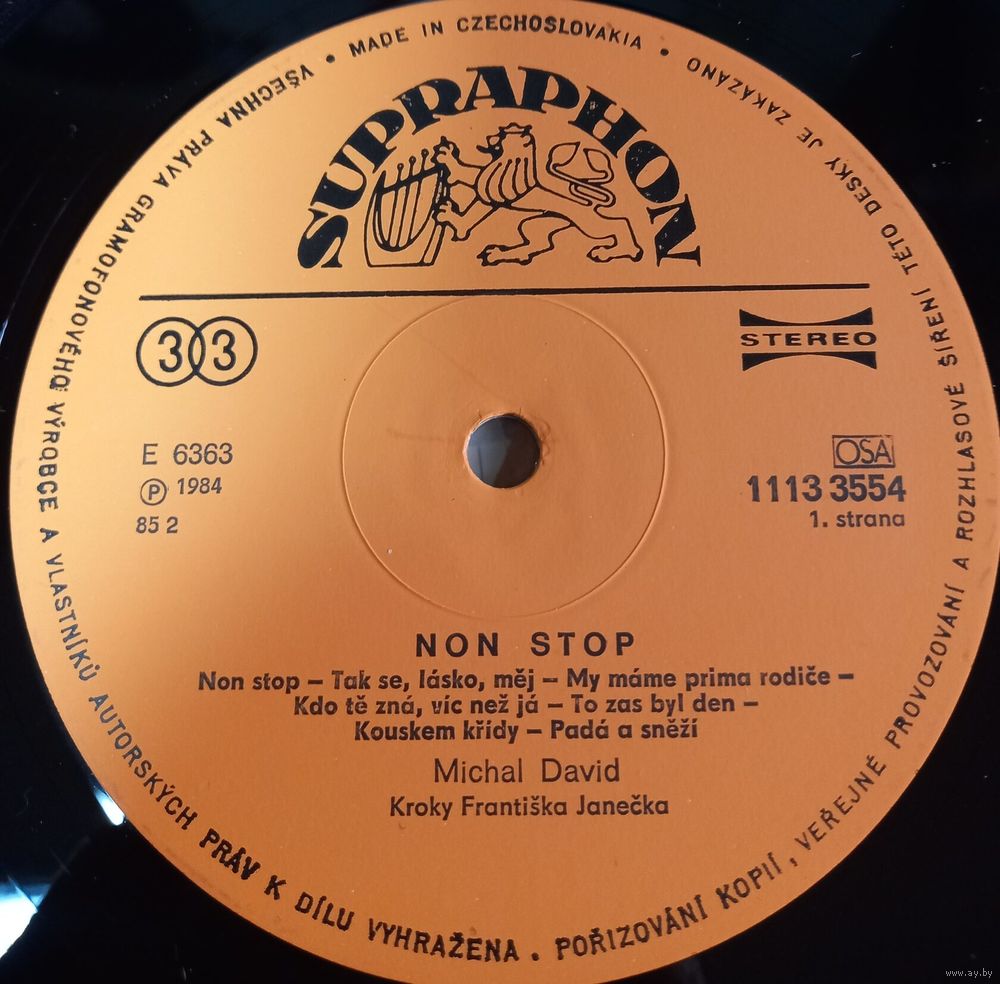 VŠECHNA PRÁVA GRAMOFONOVÉHO VÝROBCE A VLASTNÍKŮ AUTORSKÝCH PRÁV K DÍLU VYHRAŽENA . POŘIZOVÁNÍ KOPIÍ, VEŘEJNÉ PROVOZOVÁNÍ A ROZHLASOVÉ ŠÍŘENÍ TÉTO DESKY JE ZAKÁZÁNO
• MADE IN CZECHOSLOVAKIA •
SUPRAPHON
33
STEREO
E 6363
Ⓟ 1984
85 2
OSA
1113 3554
1. strana
NON STOP
Non stop – Tak se, lásko, měj – My máme prima rodiče –
Kdo tě zná, víc než já – To zas byl den –
Kouskem křídy – Padá a sněží
Michal David
Kroky Františka Janečka
www.ay.by